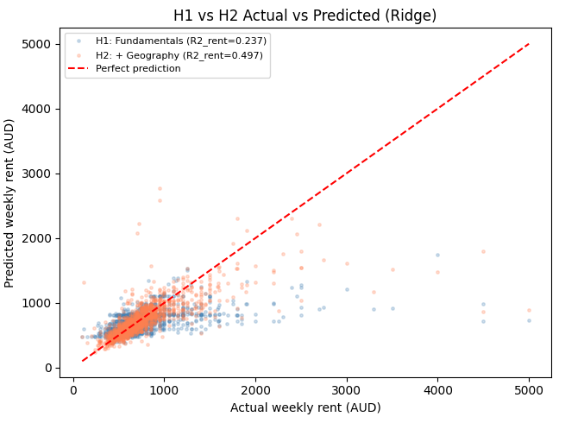 H1 vs H2 Actual vs Predicted (Ridge)
H1: Fundamentals (R2_rent=0.237)
H2: + Geography (R2_rent=0.497)
Perfect prediction
Predicted weekly rent (AUD)
5000
4000
3000
2000
1000
0
0 1000 2000 3000 4000 5000
Actual weekly rent (AUD)